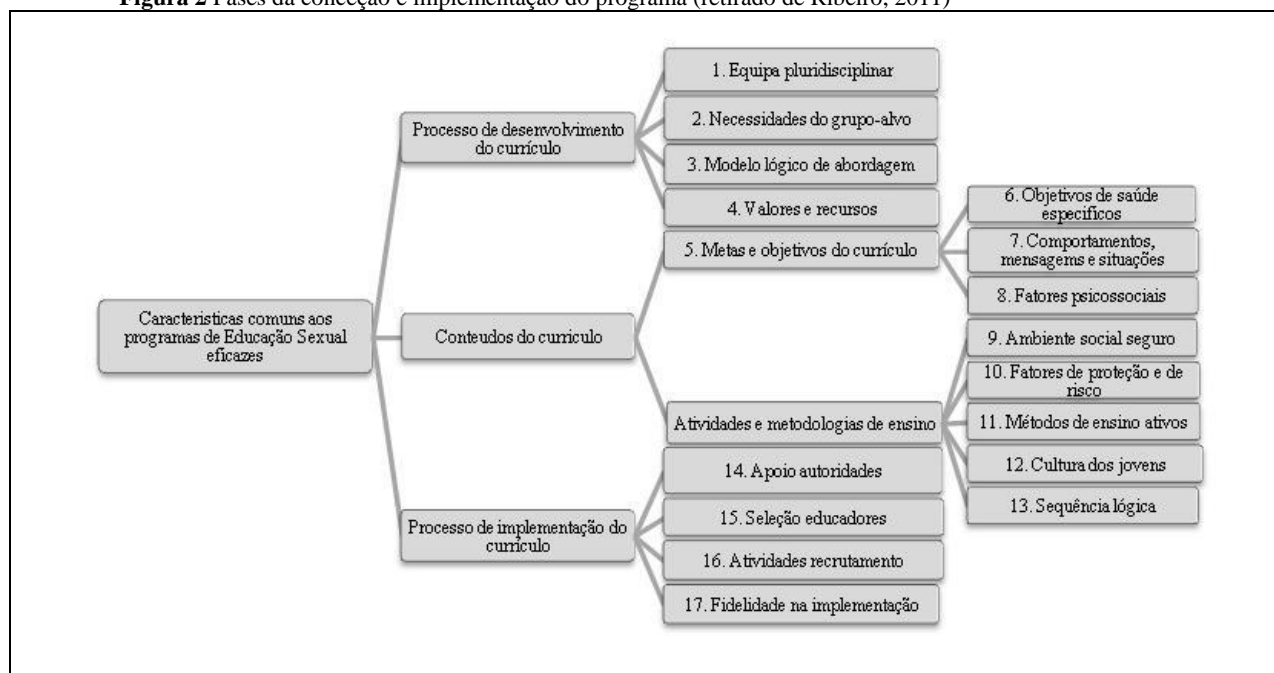 Figura 2 Fases da conceção e implementação do programa (retirado de Ribeiro, 2011)
Caracteristicas comuns aos
programas de Educação Sexual
eficazes
Processo de desenvolvimento
do currículo
1. Equipa pluridisciplinar
2. Necessidades do grupo-alvo
3. Modelo lógico de abordagem
4. Valores e recursos
Conteudos do curriculo
5. Metas e objetivos do currículo
6. Objetivos de saúde
especificos
7. Comportamentos,
mensagems e situações
8. Fatores psicossociais
Atividades e metodologias de ensino
9. Ambiente social seguro
10. Fatores de proteção e de
risco
11. Métodos de ensino ativos
12. Cultura dos jovens
13. Sequência lógica
Processo de implementação do
currículo
14. Apoio autoridades
15. Seleção educadores
16. Atividades recrutamento
17. Fidelidade na implementação